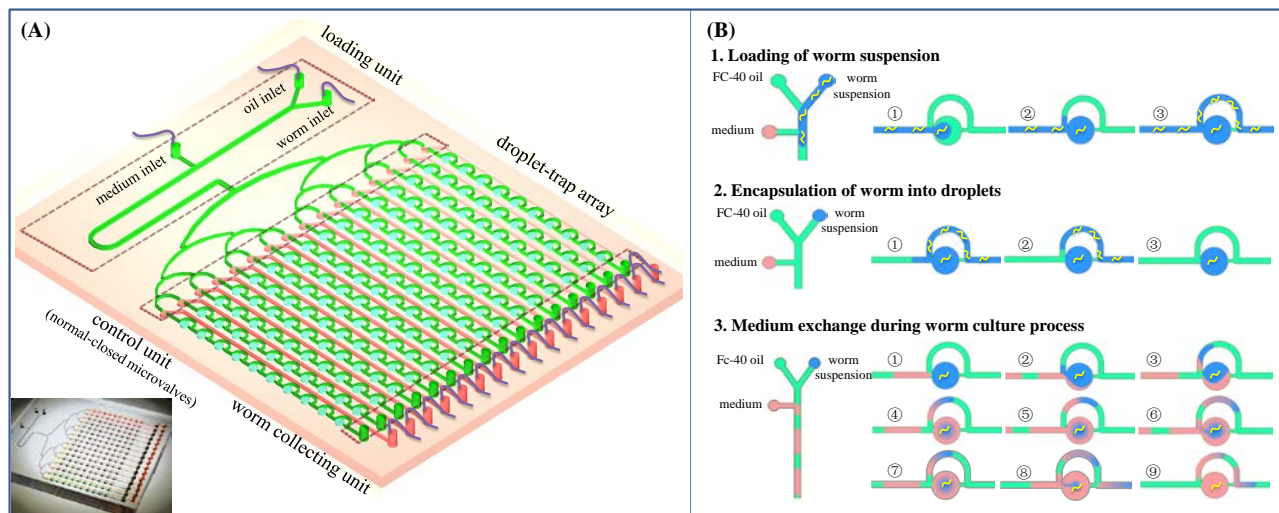 (A)
loading unit
oil inlet
worm inlet
medium inlet
droplet-trap array
control unit
(normal-closed microvalves)
worm collecting unit
(B)
1. Loading of worm suspension
FC-40 oil
worm
suspension
medium
① ② ③
2. Encapsulation of worm into droplets
FC-40 oil
worm
suspension
medium
① ② ③
3. Medium exchange during worm culture process
Fc-40 oil
worm
suspension
medium
① ② ③
④ ⑤ ⑥
⑦ ⑧ ⑨